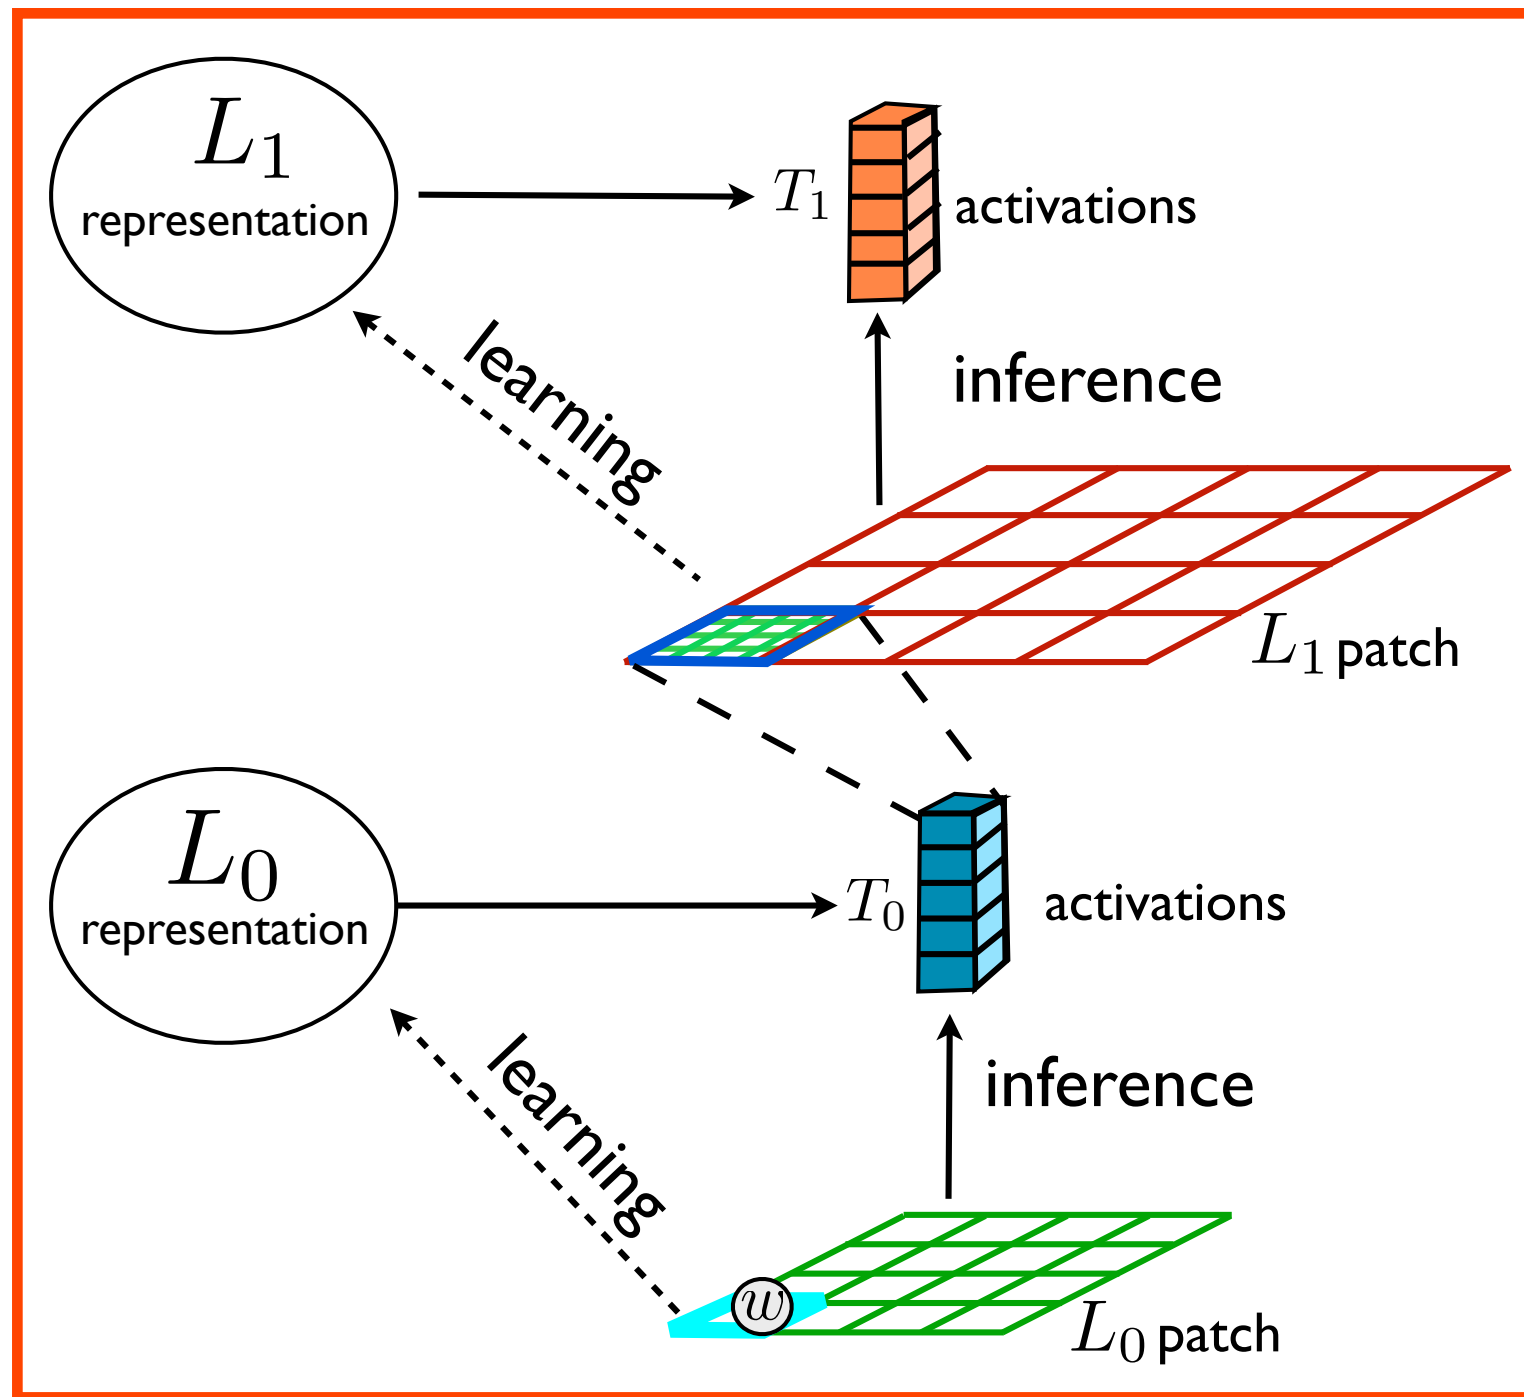 L₁
representation
T₁
activations
learning
inference
L₁ patch
L₀
representation
T₀
activations
learning
inference
w
L₀ patch